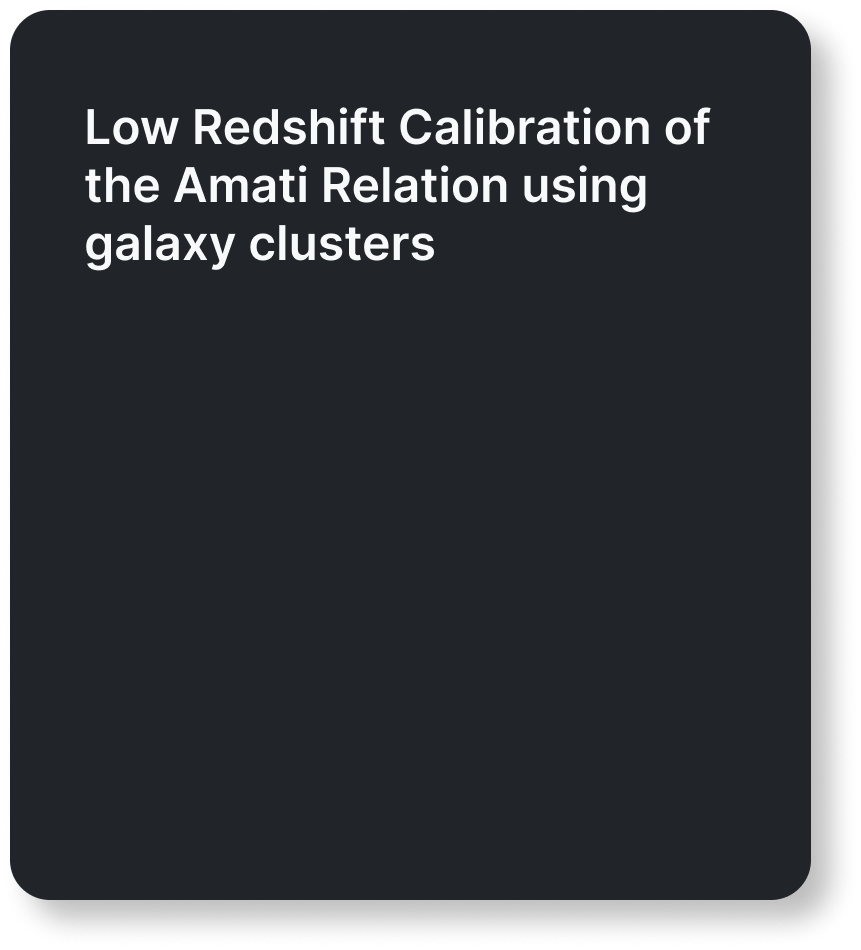 Low Redshift Calibration of
the Amati Relation using
galaxy clusters